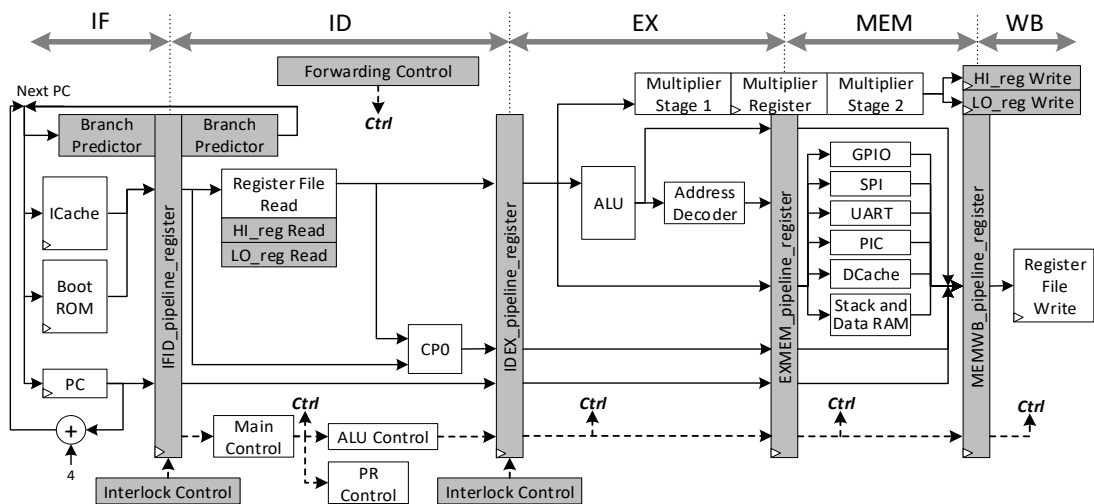 IF
ID
EX
MEM
WB
Forwarding Control
Ctrl
Next PC
Branch
Predictor
Branch
Predictor
ICache
Boot
ROM
PC
+
4
IFID_pipeline_register
Interlock Control
Register File
Read
HI_reg Read
LO_reg Read
CP0
Main
Control
Ctrl
ALU Control
PR
Control
IDEX_pipeline_register
Interlock Control
Multiplier
Stage 1
Multiplier
Register
Multiplier
Stage 2
ALU
Address
Decoder
Ctrl
EXMEM_pipeline_register
GPIO
SPI
UART
PIC
DCache
Stack and
Data RAM
Ctrl
HI_reg Write
LO_reg Write
MEMWB_pipeline_register
Register
File
Write
Ctrl